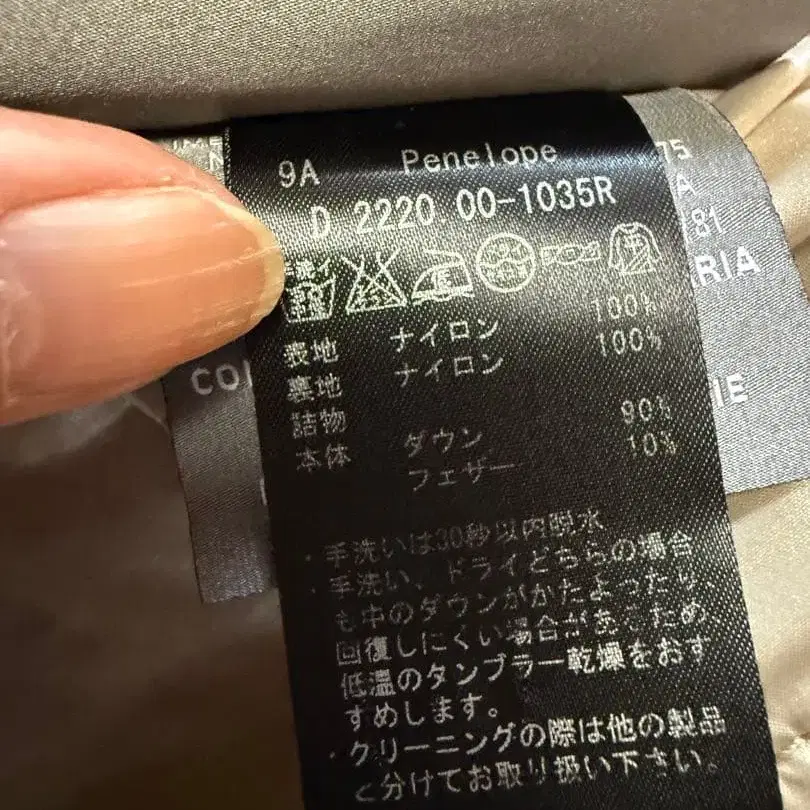 9A Penelope
D 2220 00-1035R
表地 ナイロン 100%
裏地 ナイロン 100%
詰物
本体 ダウン 90%
フェザー 10%
・手洗いは30秒以内脱水
・手洗い、ドライどちらの場合
も中のダウンがかたよったり、
回復しにくい場合があるため、
低温のタンブラー乾燥をおす
すめします。
・クリーニングの際は他の製品
と分けてお取り扱い下さい。
75
A
81
RIA
IE
CO